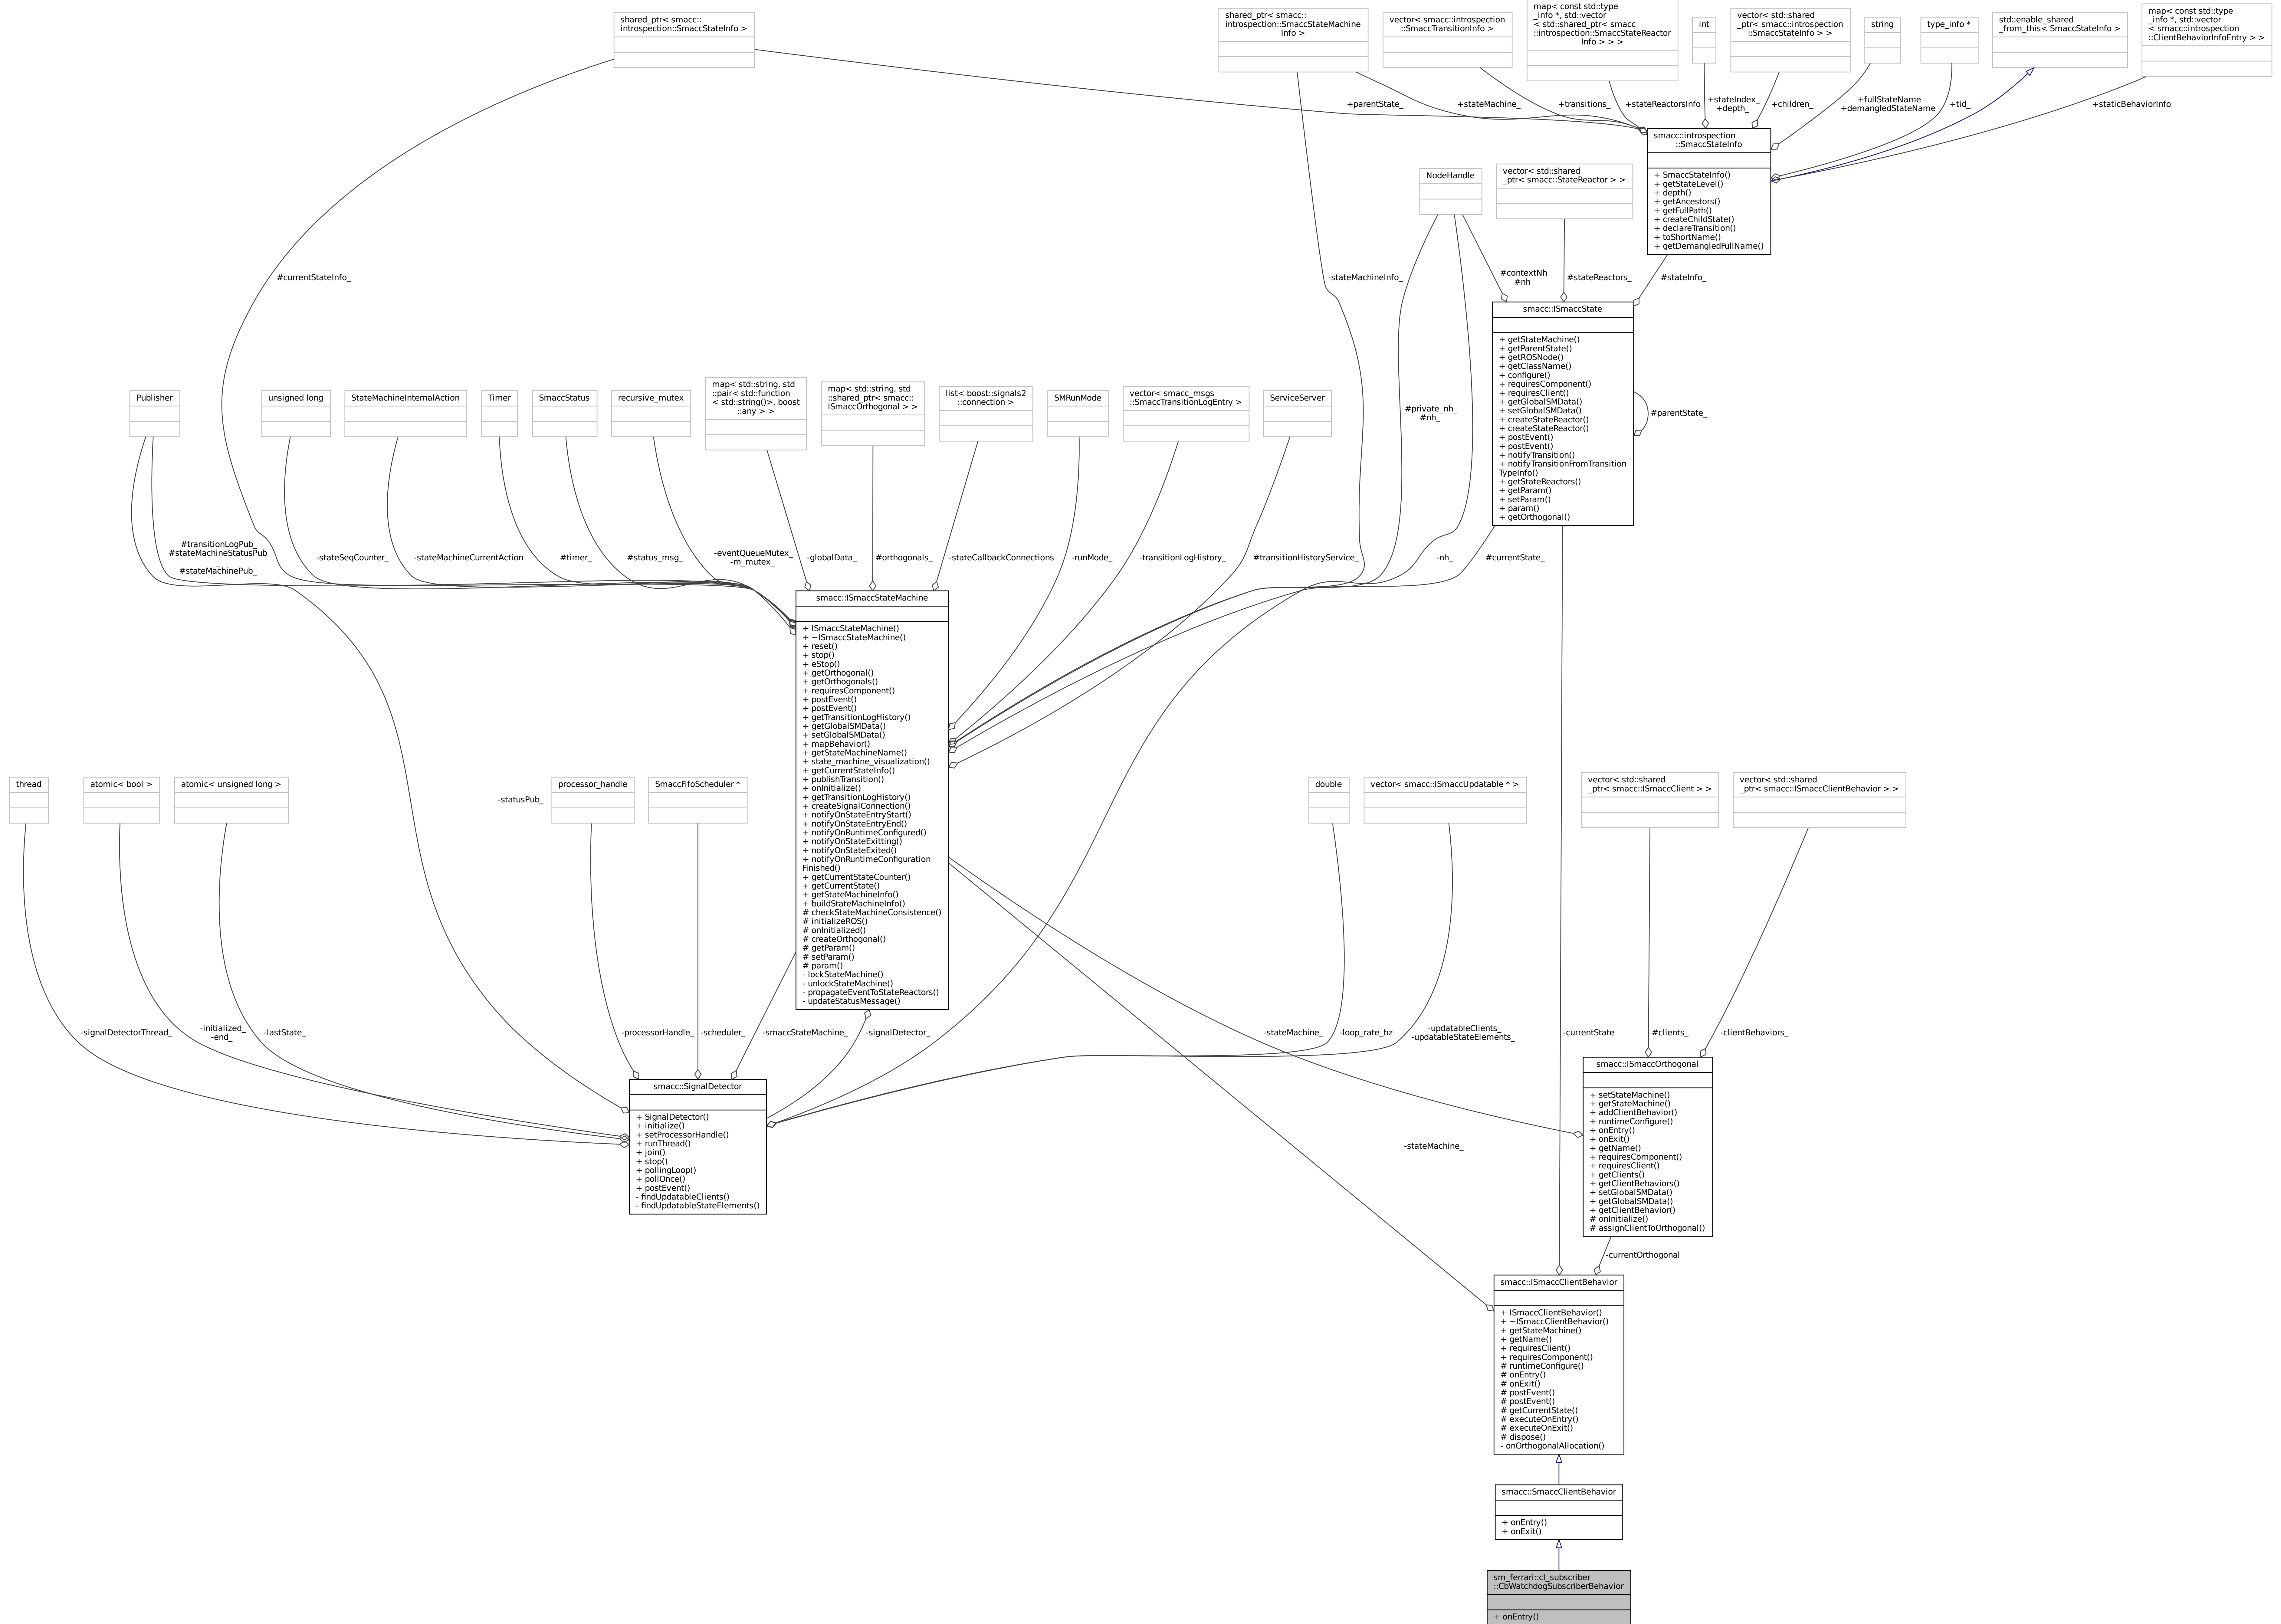 shared_ptr< smacc::
introspection::SmaccStateInfo >
shared_ptr< smacc::
introspection::SmaccStateMachine
Info >
vector< smacc::introspection
::SmaccTransitionInfo >
map< const std::type
_info *, std::vector
< std::shared_ptr< smacc
::introspection::SmaccStateReactor
Info > > >
int
vector< std::shared
_ptr< smacc::introspection
::SmaccStateInfo > >
string
type_info *
std::enable_shared
_from_this< SmaccStateInfo >
map< const std::type
_info *, std::vector
< smacc::introspection
::ClientBehaviorInfoEntry > >
+parentState_
+stateMachine_
+transitions_
+stateReactorsInfo
+stateIndex_
+depth_
+children_
+fullStateName
+demangledStateName
+tid_
+staticBehaviorInfo
smacc::introspection
::SmaccStateInfo
+ SmaccStateInfo()
+ getStateLevel()
+ depth()
+ getAncestors()
+ getFullPath()
+ createChildState()
+ declareTransition()
+ toShortName()
+ getDemangledFullName()
NodeHandle
vector< std::shared
_ptr< smacc::StateReactor > >
#currentStateInfo_
-stateMachineInfo_
#contextNh
#nh
#stateReactors_
#stateInfo_
smacc::ISmaccState
+ getStateMachine()
+ getParentState()
+ getROSNode()
+ getClassName()
+ configure()
+ requiresComponent()
+ requiresClient()
+ getGlobalSMData()
+ setGlobalSMData()
+ createStateReactor()
+ createStateReactor()
+ postEvent()
+ postEvent()
+ notifyTransition()
+ notifyTransitionFromTransition
TypeInfo()
+ getStateReactors()
+ getParam()
+ setParam()
+ param()
+ getOrthogonal()
#parentState_
Publisher
unsigned long
StateMachineInternalAction
Timer
SmaccStatus
recursive_mutex
map< std::string, std
::pair< std::function
< std::string()>, boost
::any > >
map< std::string, std
::shared_ptr< smacc::
ISmaccOrthogonal > >
list< boost::signals2
::connection >
SMRunMode
vector< smacc_msgs
::SmaccTransitionLogEntry >
ServiceServer
#private_nh_
#nh_
#transitionLogPub_
#stateMachineStatusPub
_
#stateMachinePub_
-stateSeqCounter_
-stateMachineCurrentAction
#timer_
#status_msg_
-eventQueueMutex_
-m_mutex_
-globalData_
#orthogonals_
-stateCallbackConnections
-runMode_
-transitionLogHistory_
#transitionHistoryService_
-nh_
#currentState_
smacc::ISmaccStateMachine
+ ISmaccStateMachine()
+ ~ISmaccStateMachine()
+ reset()
+ stop()
+ eStop()
+ getOrthogonal()
+ getOrthogonals()
+ requiresComponent()
+ postEvent()
+ postEvent()
+ getTransitionLogHistory()
+ getGlobalSMData()
+ setGlobalSMData()
+ mapBehavior()
+ getStateMachineName()
+ state_machine_visualization()
+ getCurrentStateInfo()
+ publishTransition()
+ onInitialize()
+ getTransitionLogHistory()
+ createSignalConnection()
+ notifyOnStateEntryStart()
+ notifyOnStateEntryEnd()
+ notifyOnRuntimeConfigured()
+ notifyOnStateExitting()
+ notifyOnStateExited()
+ notifyOnRuntimeConfiguration
Finished()
+ getCurrentStateCounter()
+ getCurrentState()
+ getStateMachineInfo()
+ buildStateMachineInfo()
# checkStateMachineConsistence()
# initializeROS()
# onInitialized()
# createOrthogonal()
# getParam()
# setParam()
# param()
- lockStateMachine()
- unlockStateMachine()
- propagateEventToStateReactors()
- updateStatusMessage()
thread
atomic< bool >
atomic< unsigned long >
-statusPub_
processor_handle
SmaccFifoScheduler *
double
vector< smacc::ISmaccUpdatable * >
vector< std::shared
_ptr< smacc::ISmaccClient > >
vector< std::shared
_ptr< smacc::ISmaccClientBehavior > >
-signalDetectorThread_
-initialized_
-end_
-lastState_
-processorHandle_
-scheduler_
-smaccStateMachine_
-signalDetector_
-stateMachine_
-loop_rate_hz
-updatableClients_
-updatableStateElements_
-currentState
#clients_
-clientBehaviors_
smacc::SignalDetector
+ SignalDetector()
+ initialize()
+ setProcessorHandle()
+ runThread()
+ join()
+ stop()
+ pollingLoop()
+ pollOnce()
+ postEvent()
- findUpdatableClients()
- findUpdatableStateElements()
smacc::ISmaccOrthogonal
+ setStateMachine()
+ getStateMachine()
+ addClientBehavior()
+ runtimeConfigure()
+ onEntry()
+ onExit()
+ getName()
+ requiresComponent()
+ requiresClient()
+ getClients()
+ getClientBehaviors()
+ setGlobalSMData()
+ getGlobalSMData()
+ getClientBehavior()
# onInitialize()
# assignClientToOrthogonal()
-stateMachine_
-currentOrthogonal
smacc::ISmaccClientBehavior
+ ISmaccClientBehavior()
+ ~ISmaccClientBehavior()
+ getStateMachine()
+ getName()
+ requiresClient()
+ requiresComponent()
# runtimeConfigure()
# onEntry()
# onExit()
# postEvent()
# postEvent()
# getCurrentState()
# executeOnEntry()
# executeOnExit()
# dispose()
- onOrthogonalAllocation()
smacc::SmaccClientBehavior
+ onEntry()
+ onExit()
sm_ferrari::cl_subscriber
::CbWatchdogSubscriberBehavior
+ onEntry()